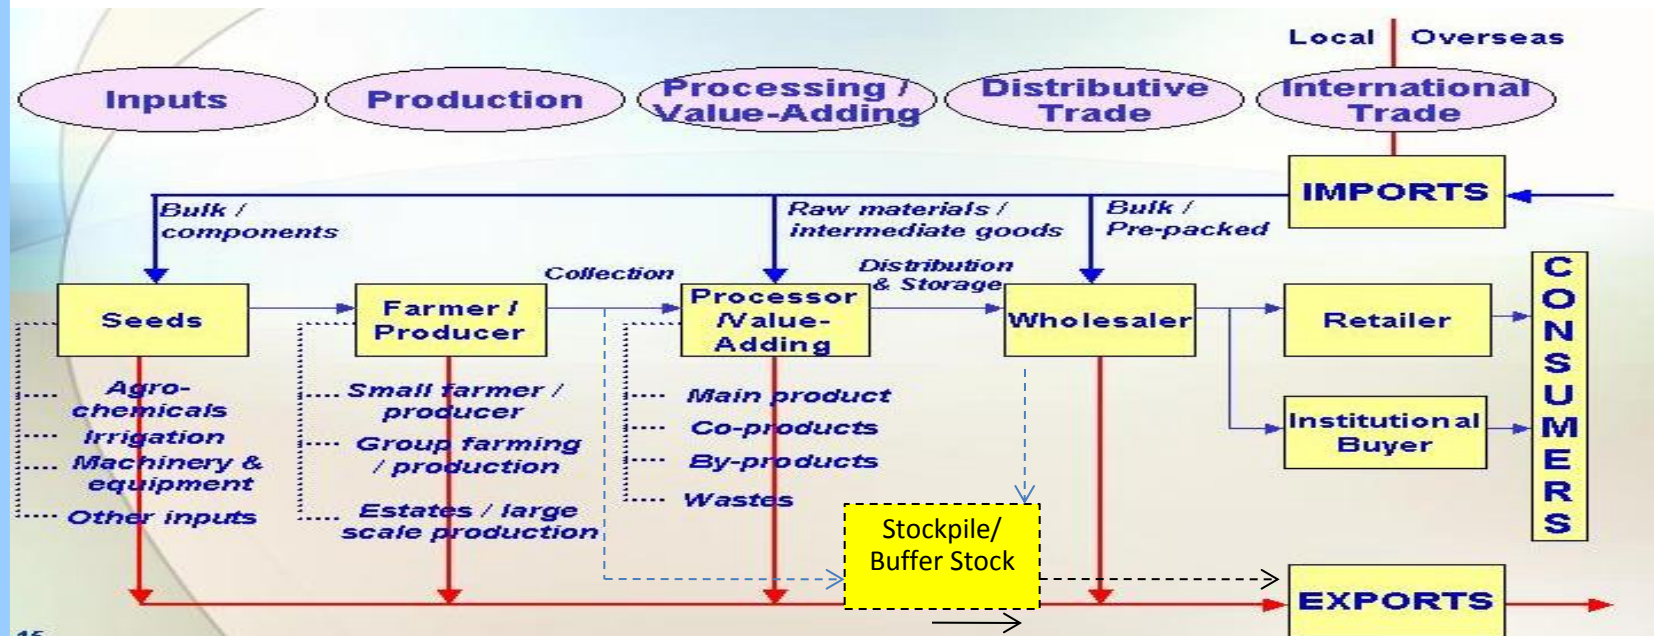 Local
Overseas
Inputs
Production
Processing /
Value-Adding
Distributive
Trade
International
Trade
IMPORTS
Bulk /
components
Raw materials /
intermediate goods
Bulk /
Pre-packed
Collection
Distribution
& Storage
Seeds
Farmer /
Producer
Processor
/Value-
Adding
Wholesaler
Retailer
Institutional
Buyer
CONSUMERS
Agro-
chemicals
Irrigation
Machinery &
equipment
Other inputs
Small farmer /
producer
Group farming
/ production
Estates / large
scale production
Main product
Co-products
By-products
Wastes
Stockpile/
Buffer Stock
EXPORTS